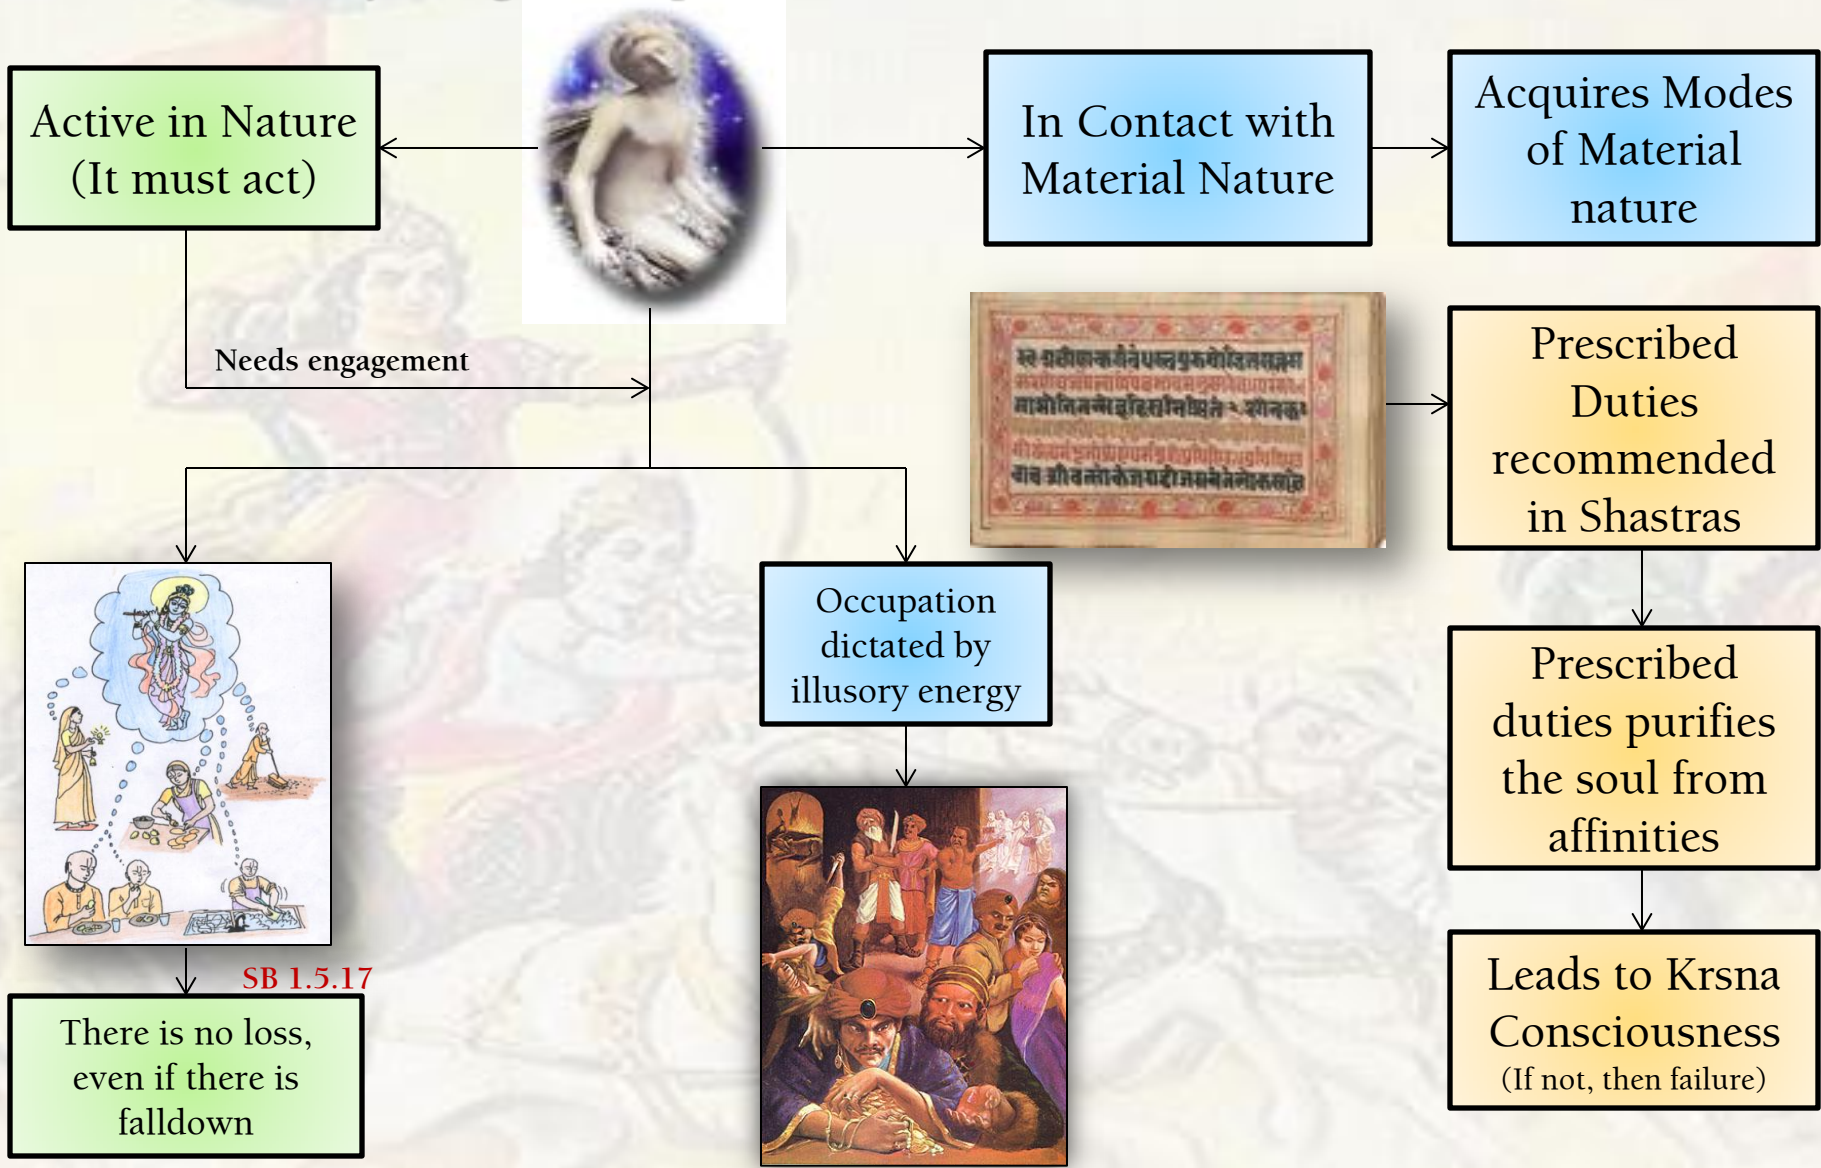 Active in Nature
(It must act)
In Contact with
Material Nature
Acquires Modes
of Material
nature
Needs engagement
Prescribed
Duties
recommended
in Shastras
Occupation
dictated by
illusory energy
Prescribed
duties purifies
the soul from
affinities
SB 1.5.17
There is no loss,
even if there is
falldown
Leads to Krsna
Consciousness
(If not, then failure)